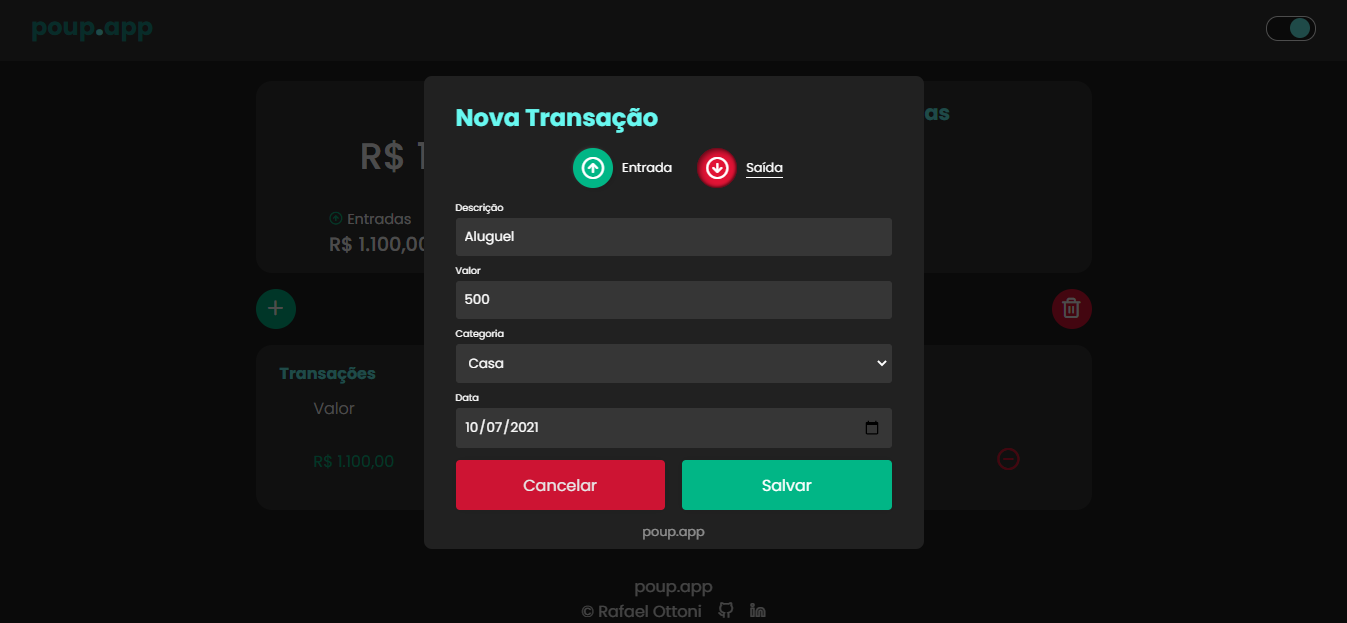 poup.app
Nova Transação
as
R$ 1
Entrada
Saída
Entradas
R$ 1.100,00
Descrição
Aluguel
Valor
500
Categoria
Casa
Transações
Valor
Data
10/07/2021
R$ 1.100,00
Cancelar
Salvar
poup.app
poup.app
© Rafael Ottoni